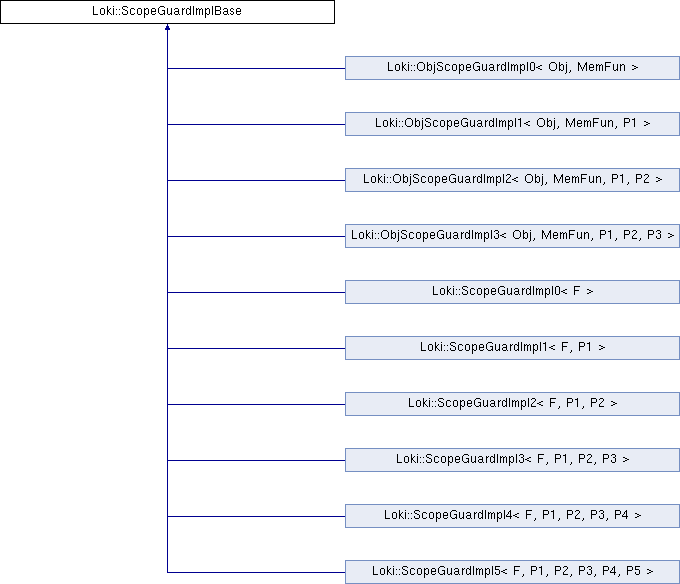 Loki::ScopeGuardImplBase
Loki::ObjScopeGuardImpl0< Obj, MemFun >
Loki::ObjScopeGuardImpl1< Obj, MemFun, P1 >
Loki::ObjScopeGuardImpl2< Obj, MemFun, P1, P2 >
Loki::ObjScopeGuardImpl3< Obj, MemFun, P1, P2, P3 >
Loki::ScopeGuardImpl0< F >
Loki::ScopeGuardImpl1< F, P1 >
Loki::ScopeGuardImpl2< F, P1, P2 >
Loki::ScopeGuardImpl3< F, P1, P2, P3 >
Loki::ScopeGuardImpl4< F, P1, P2, P3, P4 >
Loki::ScopeGuardImpl5< F, P1, P2, P3, P4, P5 >